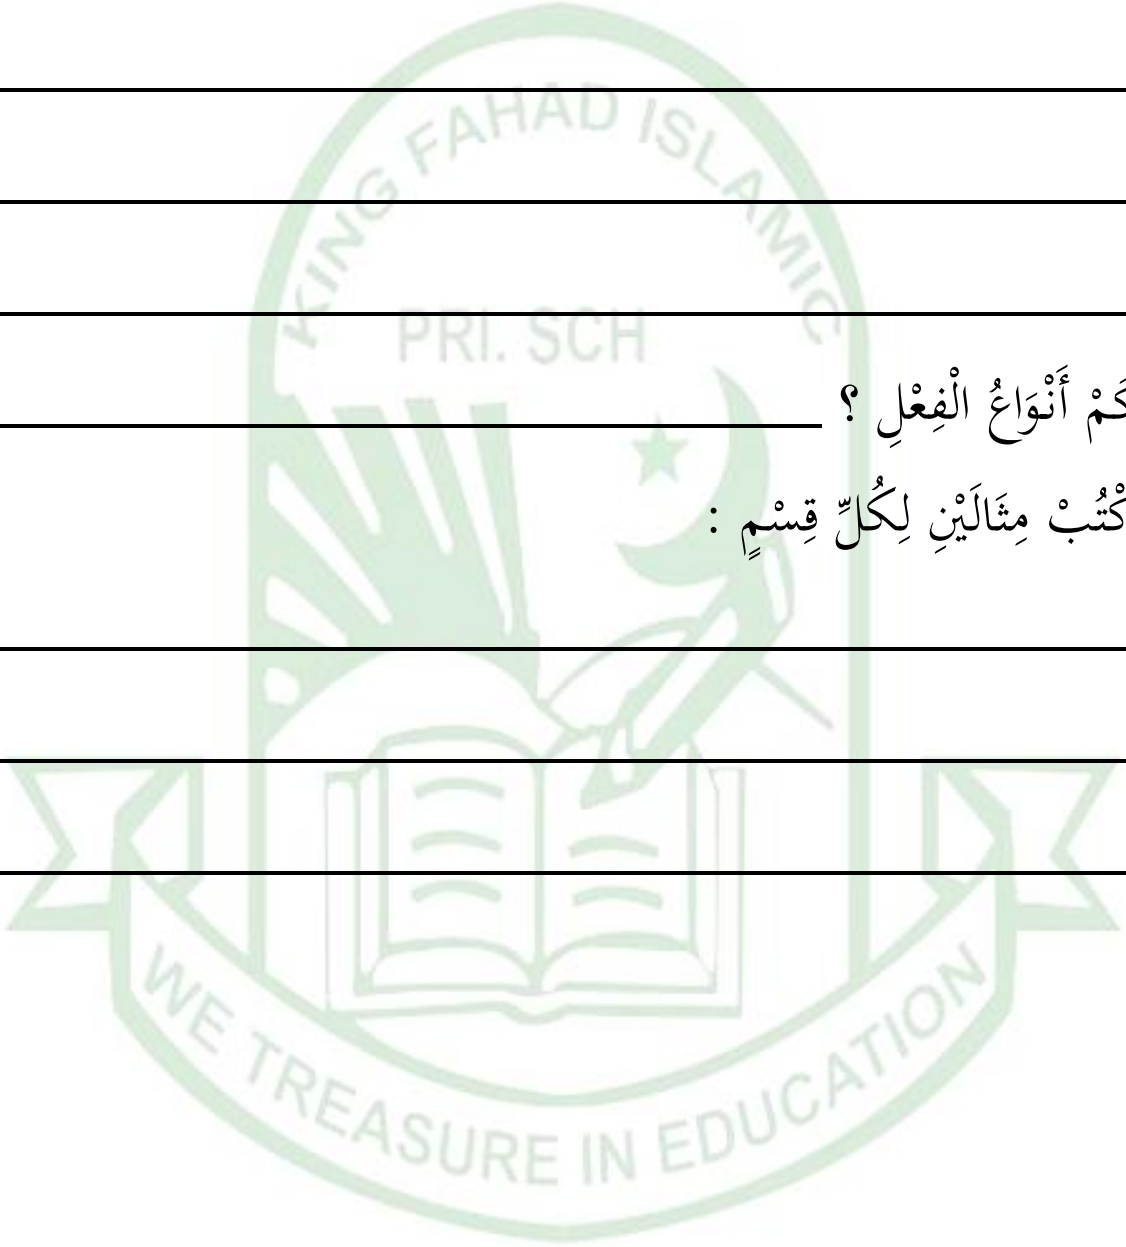 KING FAHAD ISLAMIC
PRI. SCH
كَمْ أَنْوَاعُ الْفِعْلِ ؟
كْتُبْ مِثَالَيْنِ لِكُلِّ قِسْمٍ :
WE TREASURE IN EDUCATION